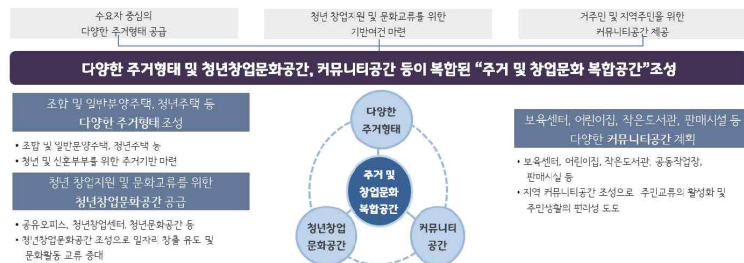 수요자 중심의
다양한 주거형태 공급
청년 창업지원 및 문화교류를 위한
기반여건 마련
거주민 및 지역주민을 위한
커뮤니티공간 제공
다양한 주거형태 및 청년창업문화공간, 커뮤니티공간 등이 복합된 “주거 및 창업문화 복합공간”조성
조합 및 일반분양주택, 청년주택 등
다양한 주거형태 조성
• 조합 및 일반분양주택, 청년주택 등
• 청년 및 신혼부부를 위한 주거기반 마련
청년 창업지원 및 문화교류를 위한
청년창업문화공간 공급
• 공유오피스, 청년창업센터, 청년문화공간 등
• 청년창업문화공간 조성으로 일자리 창출 유도 및
문화활동 교류 증대
다양한
주거형태
주거 및
창업문화
복합공간
청년창업
문화공간
커뮤니티
공간
보육센터, 어린이집, 작은도서관, 판매시설 등
다양한 커뮤니티공간 계획
• 보육센터, 어린이집, 작은도서관, 공동작업장,
판매시설 등
• 지역 커뮤니티공간 조성으로 주민교류의 활성화 및
주민생활의 편리성 도모